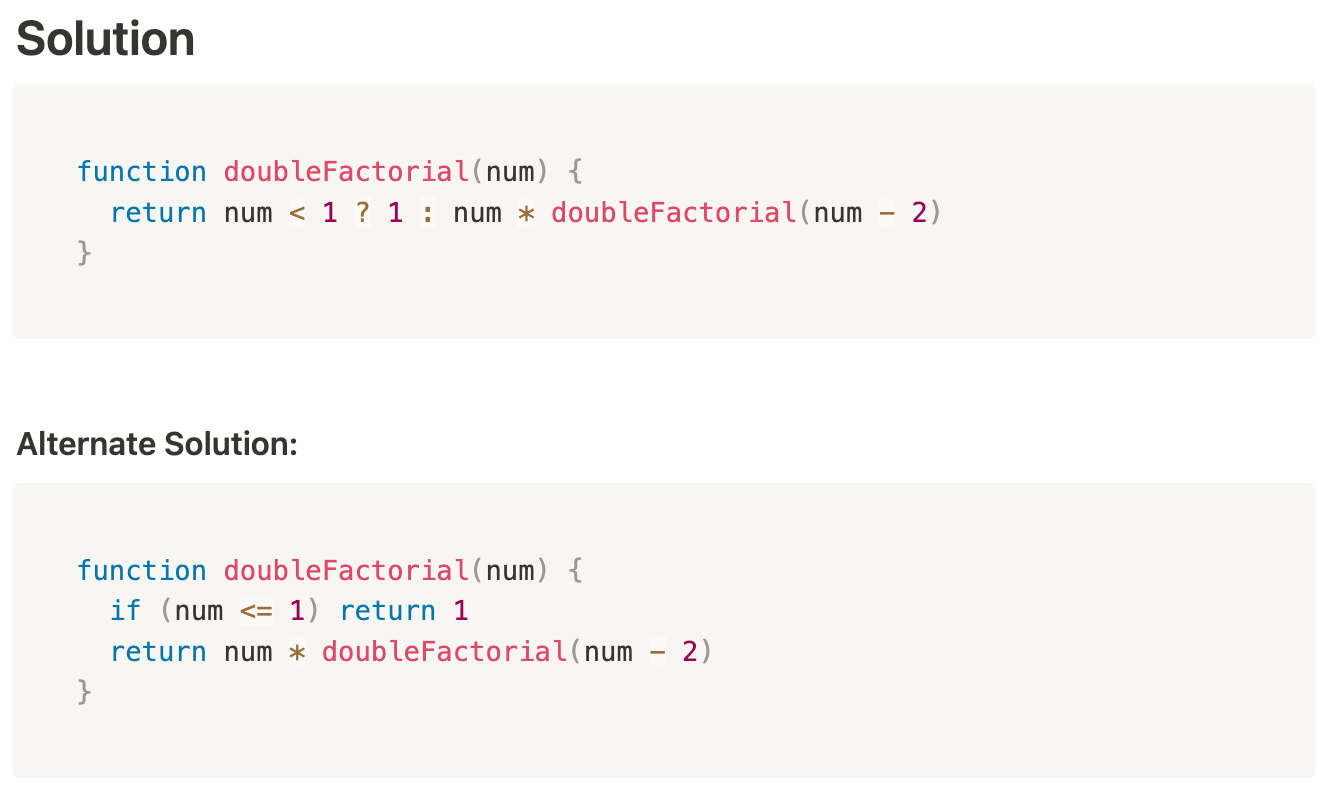 Solution
function doubleFactorial(num) {
  return num < 1 ? 1 : num * doubleFactorial(num - 2)
}
Alternate Solution:
function doubleFactorial(num) {
  if (num <= 1) return 1
  return num * doubleFactorial(num - 2)
}